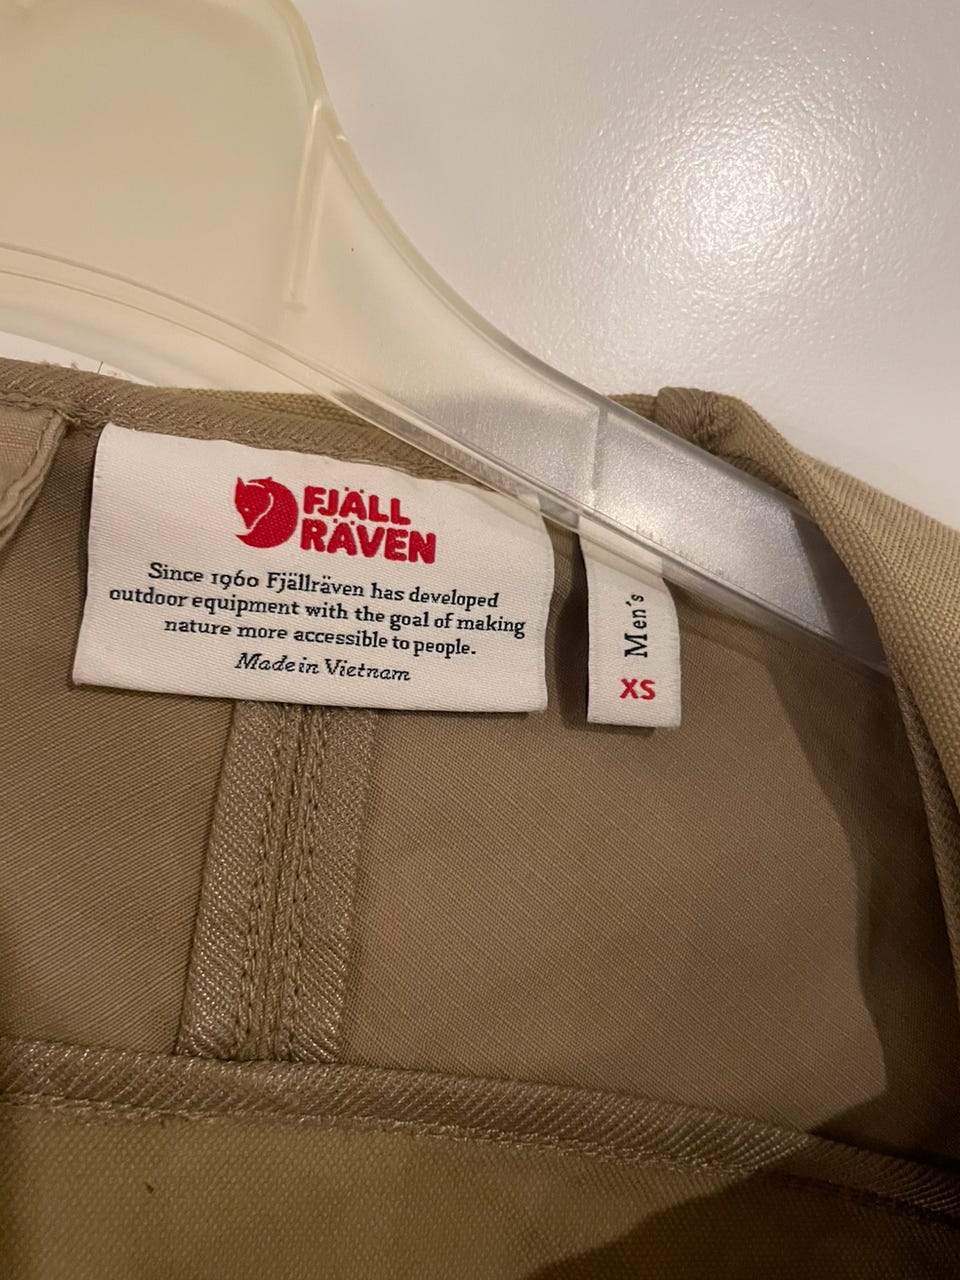 FJÄLL
RÄVEN
Since 1960 Fjällräven has developed
outdoor equipment with the goal of making
nature more accessible to people.
Made in Vietnam
Men's
XS